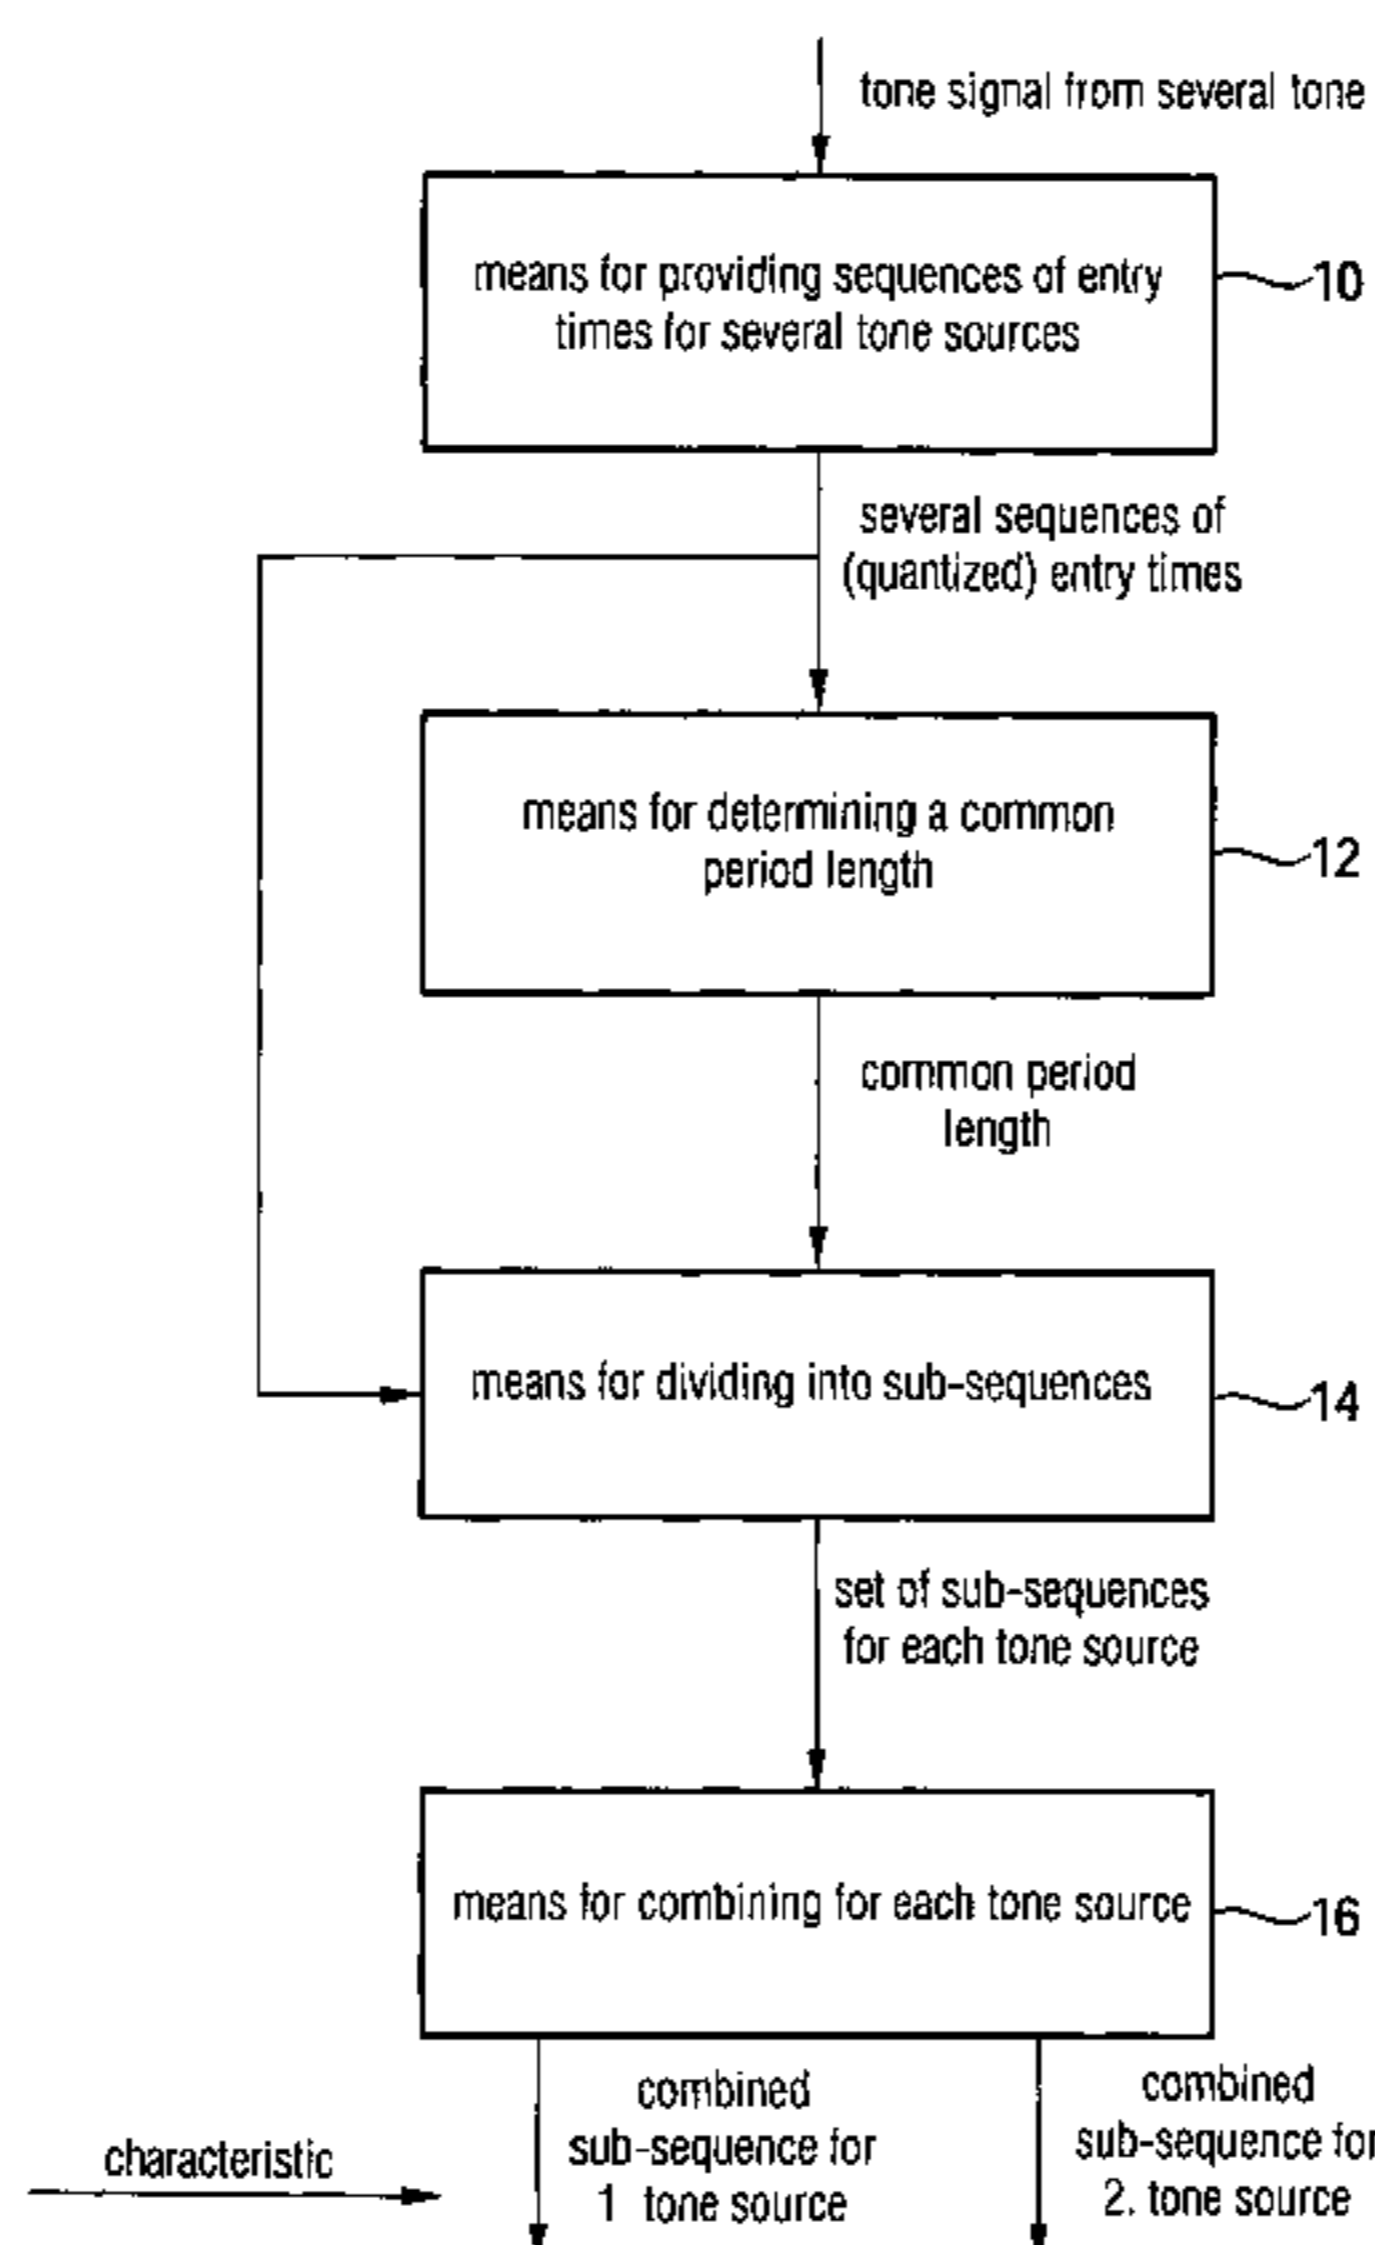 tone signal from several tone
means for providing sequences of entry
times for several tone sources
10
several sequences of
(quantized) entry times
means for determining a common
period length
12
common period
length
means for dividing into sub-sequences
14
set of sub-sequences
for each tone source
means for combining for each tone source
16
characteristic
combined
sub-sequence for
1 tone source
combined
sub-sequence for
2. tone source